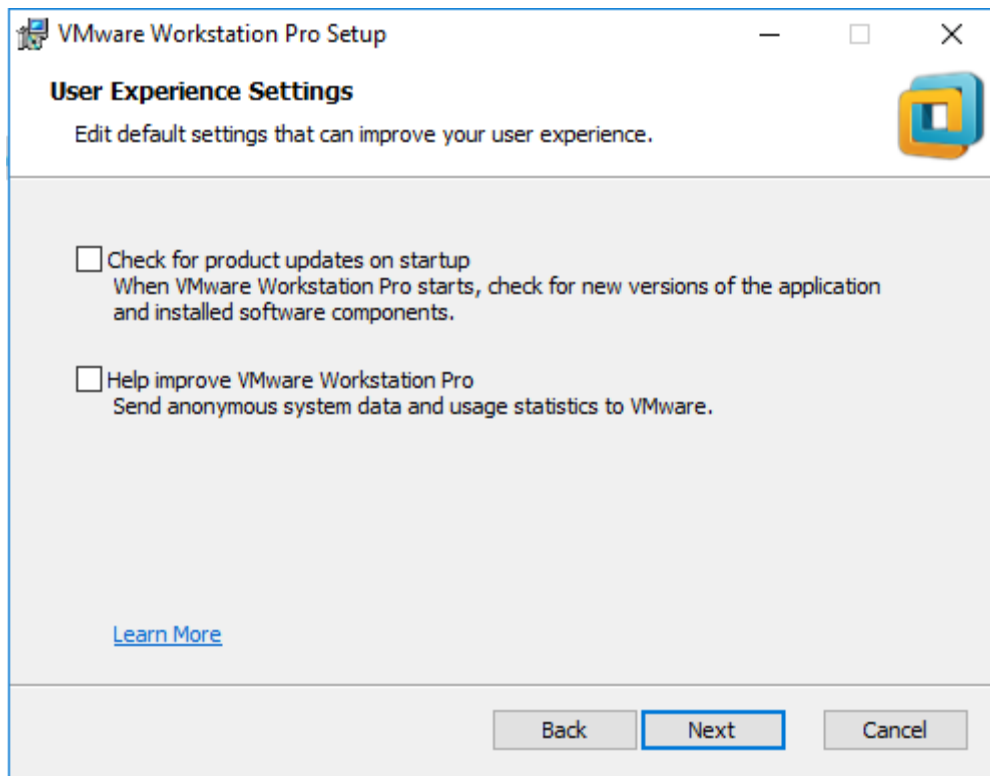 VMware Workstation Pro Setup
User Experience Settings
Edit default settings that can improve your user experience.
Check for product updates on startup
When VMware Workstation Pro starts, check for new versions of the application
and installed software components.
Help improve VMware Workstation Pro
Send anonymous system data and usage statistics to VMware.
Learn More
Back Next Cancel